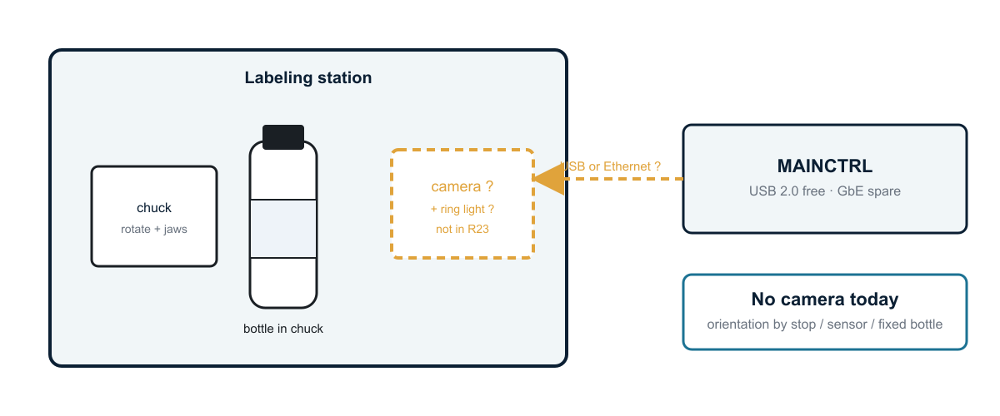 Labeling station
chuck
rotate + jaws
bottle in chuck
camera ?
+ ring light ?
not in R23
USB or Ethernet ?
MAINCTRL
USB 2.0 free · GbE spare
No camera today
orientation by stop / sensor / fixed bottle